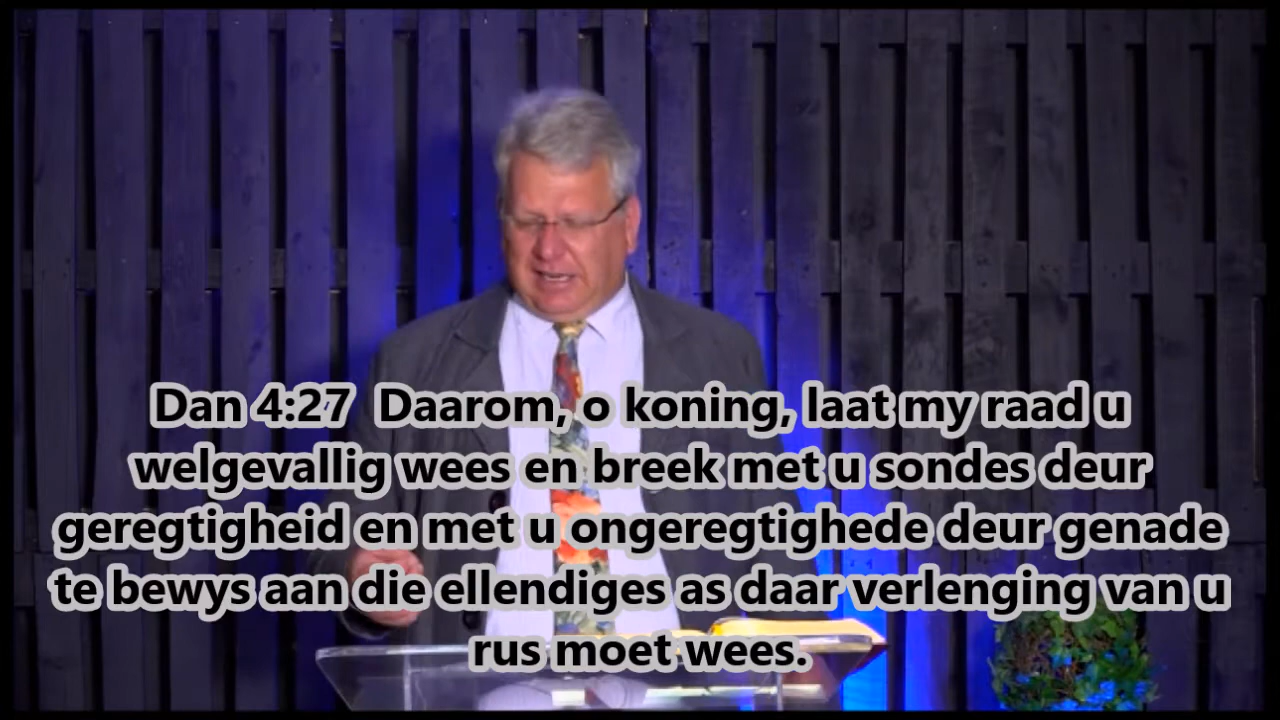 Dan 4:27  Daarom, o koning, laat my raad u
welgevallig wees en breek met u sondes deur
geregtigheid en met u ongeregtighede deur genade
te bewys aan die ellendiges as daar verlenging van u
rus moet wees.